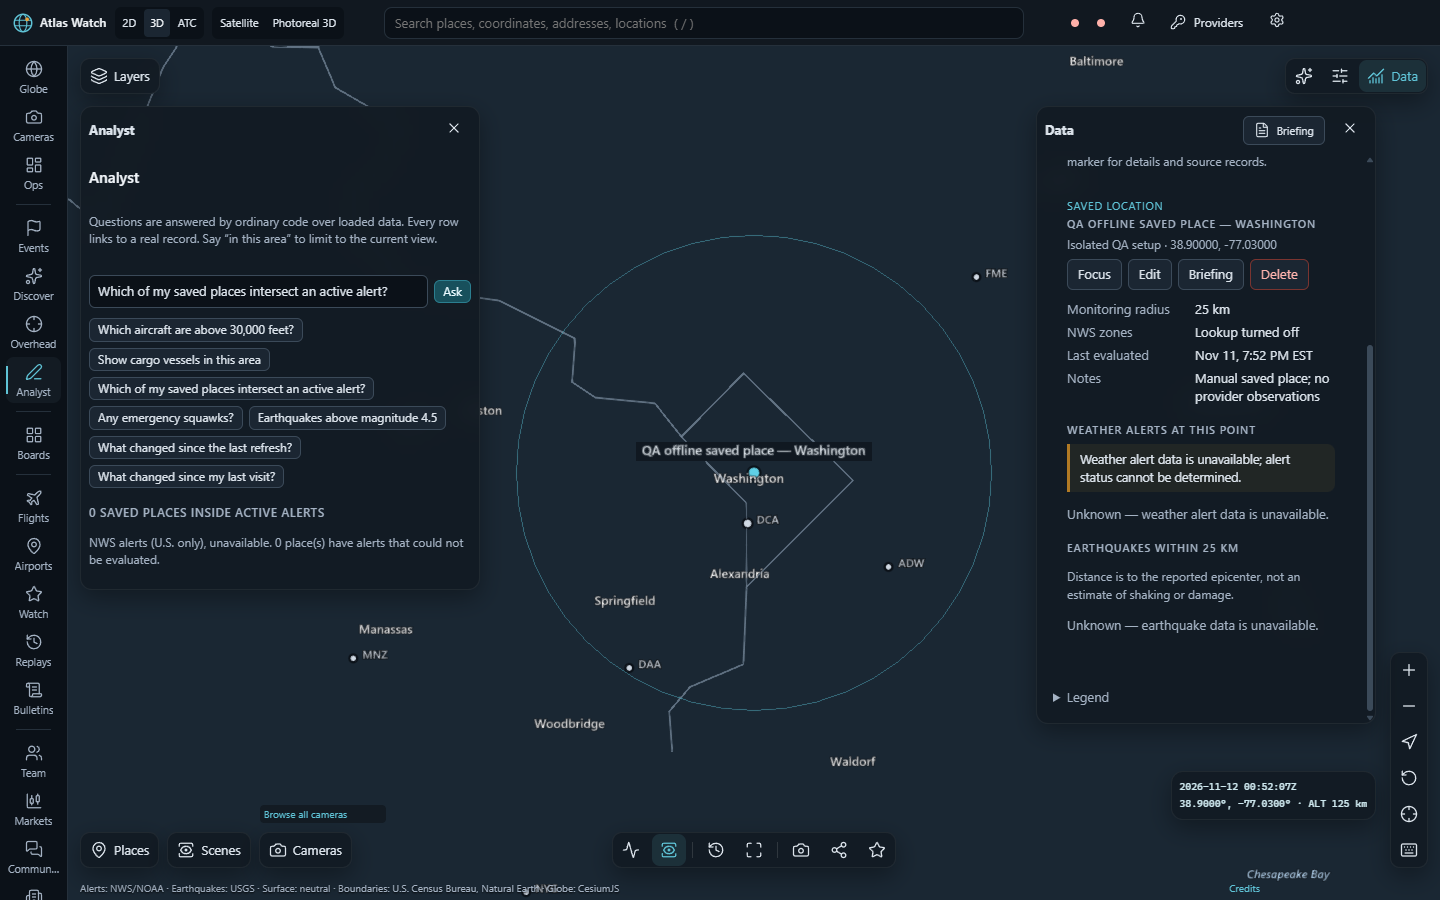 Atlas Watch
2D
3D
ATC
Satellite
Photoreal 3D
Search places, coordinates, addresses, locations ( / )
Providers
Globe
Cameras
Ops
Events
Discover
Overhead
Analyst
Boards
Flights
Airports
Watch
Replays
Bulletins
Team
Markets
Commun...
Layers
Analyst
Analyst
Questions are answered by ordinary code over loaded data. Every row
links to a real record. Say “in this area” to limit to the current view.
Which of my saved places intersect an active alert?
Ask
Which aircraft are above 30,000 feet?
Show cargo vessels in this area
Which of my saved places intersect an active alert?
Any emergency squawks?
Earthquakes above magnitude 4.5
What changed since the last refresh?
What changed since my last visit?
0 SAVED PLACES INSIDE ACTIVE ALERTS
NWS alerts (U.S. only), unavailable. 0 place(s) have alerts that could not
be evaluated.
Baltimore
FME
ston
QA offline saved place — Washington
Washington
DCA
ADW
Alexandria
Springfield
Manassas
MNZ
DAA
Woodbridge
Waldorf
Chesapeake Bay
Data
Data
Briefing
marker for details and source records.
SAVED LOCATION
QA OFFLINE SAVED PLACE — WASHINGTON
Isolated QA setup · 38.90000, -77.03000
Focus
Edit
Briefing
Delete
Monitoring radius 25 km
NWS zones Lookup turned off
Last evaluated Nov 11, 7:52 PM EST
Notes Manual saved place; no
provider observations
WEATHER ALERTS AT THIS POINT
Weather alert data is unavailable; alert
status cannot be determined.
Unknown — weather alert data is unavailable.
EARTHQUAKES WITHIN 25 KM
Distance is to the reported epicenter, not an
estimate of shaking or damage.
Unknown — earthquake data is unavailable.
Legend
2026-11-12 00:52:07Z
38.9000°, -77.0300° · ALT 125 km
Browse all cameras
Places
Scenes
Cameras
Alerts: NWS/NOAA · Earthquakes: USGS · Surface: neutral · Boundaries: U.S. Census Bureau, Natural Earth · Globe: CesiumJS
Credits